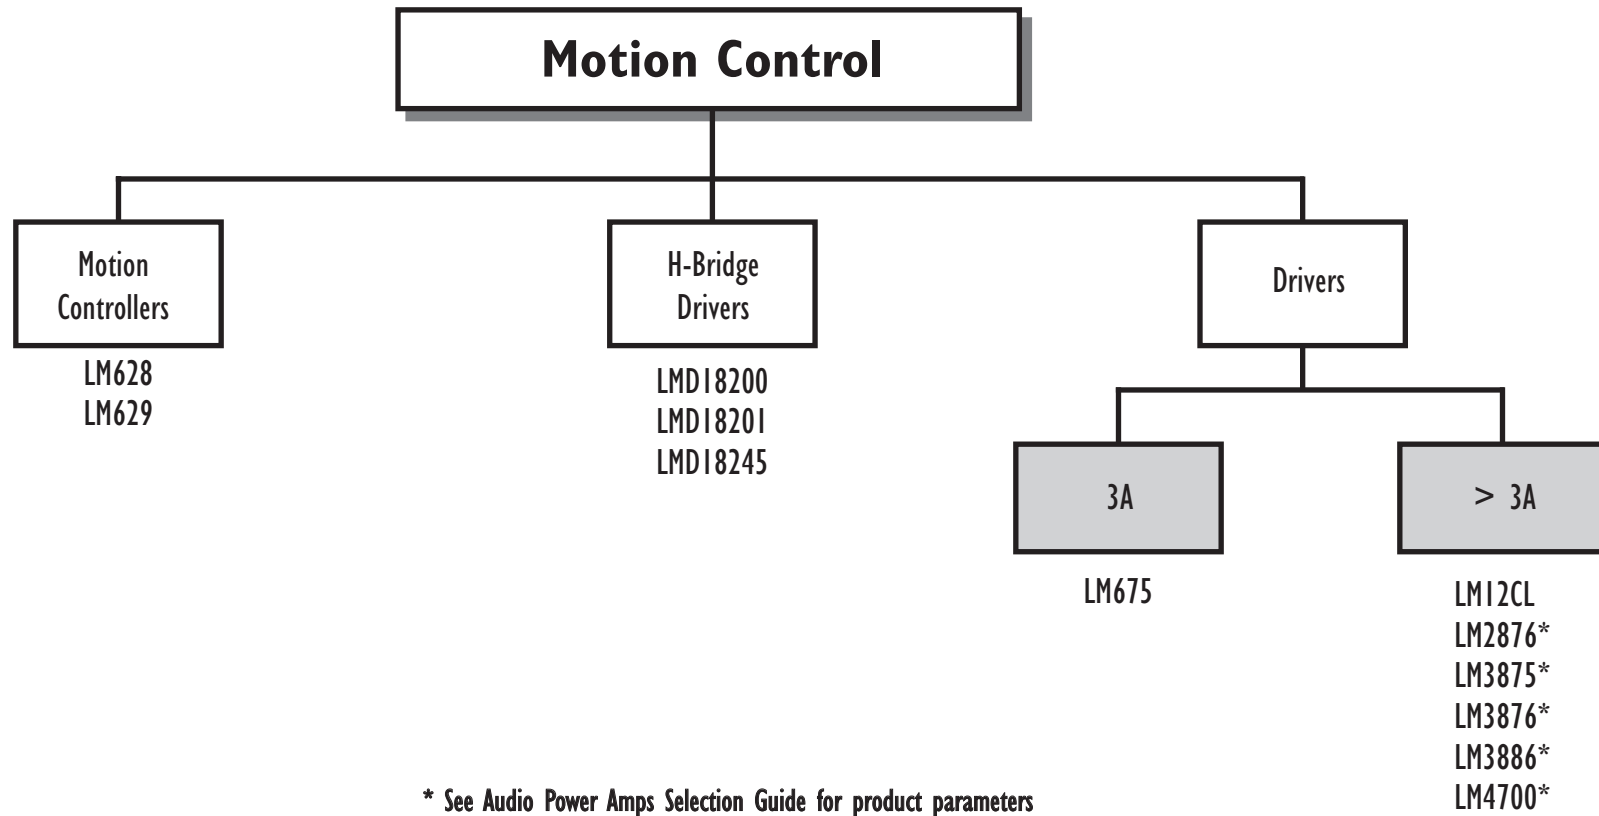 Motion Control
Motion
Controllers
LM628
LM629
H-Bridge
Drivers
LMD18200
LMD18201
LMD18245
Drivers
3A
LM675
> 3A
LM12CL
LM2876*
LM3875*
LM3876*
LM3886*
LM4700*
* See Audio Power Amps Selection Guide for product parameters